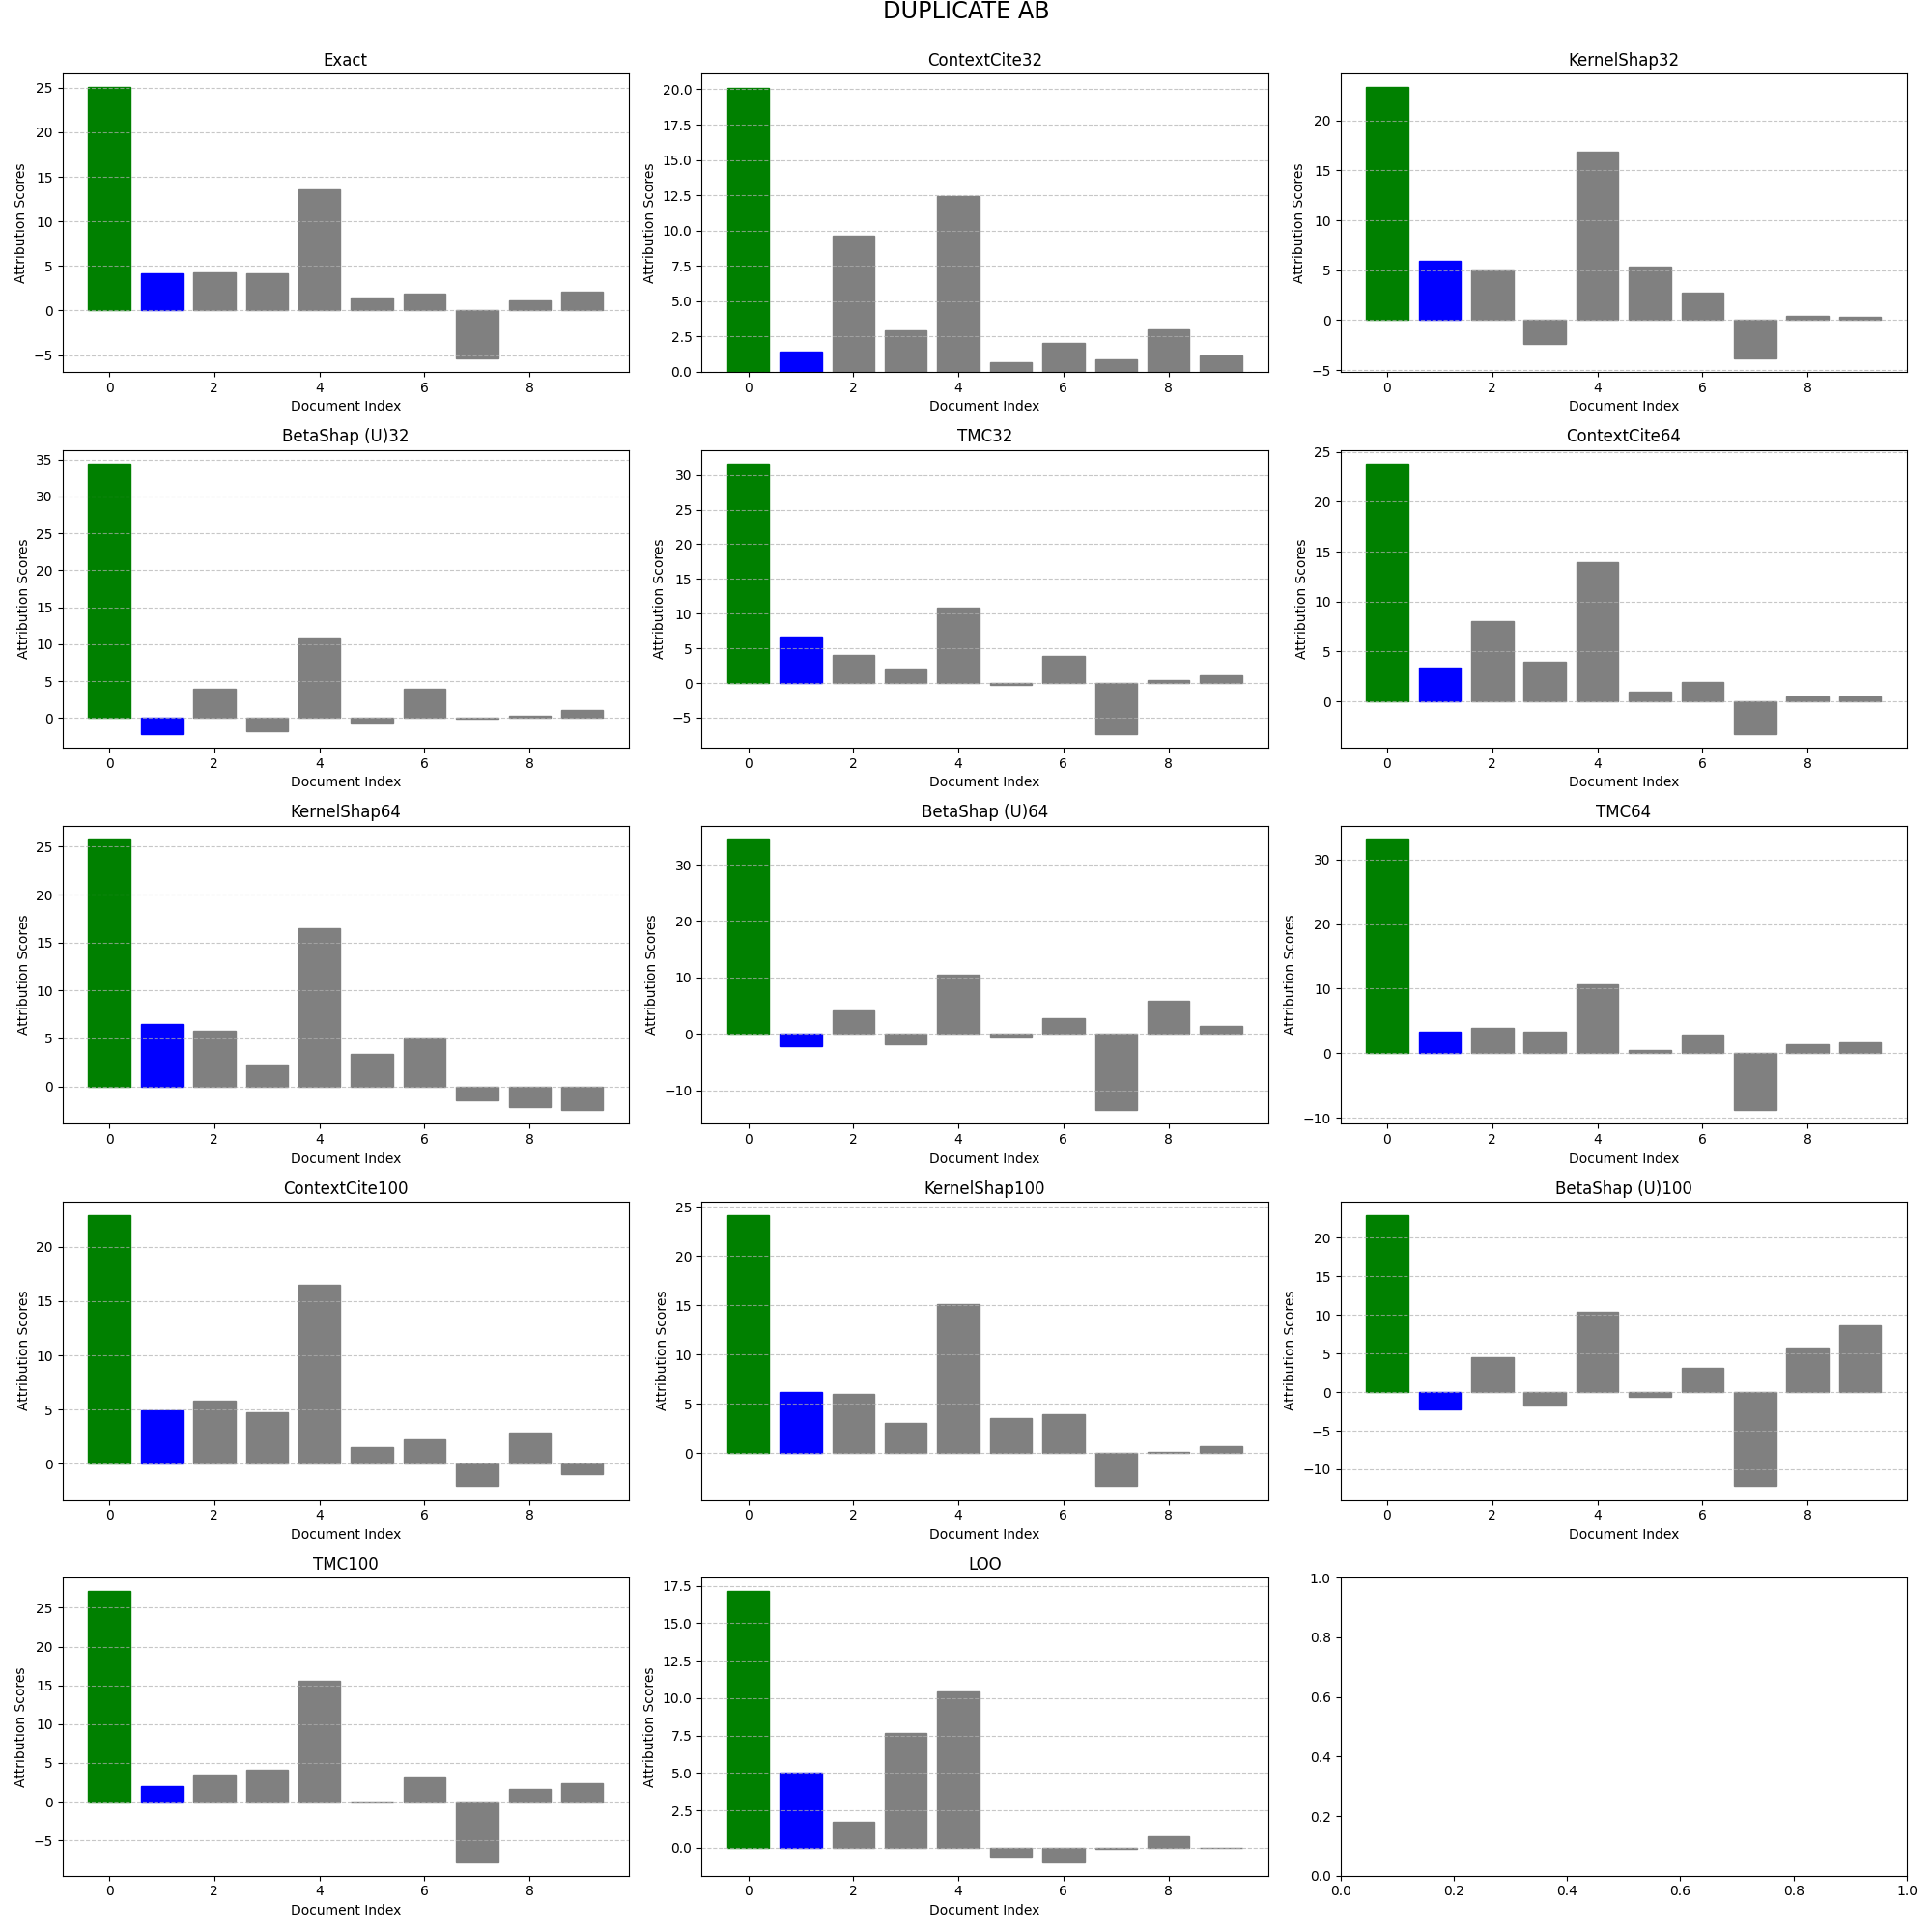 DUPLICATE AB
Exact
25
20
15
10
5
0
−5
0 2 4 6 8
Attribution Scores
Document Index
ContextCite32
20.0
17.5
15.0
12.5
10.0
7.5
5.0
2.5
0.0
0 2 4 6 8
Attribution Scores
Document Index
KernelShap32
20
15
10
5
0
−5
0 2 4 6 8
Attribution Scores
Document Index
BetaShap (U)32
35
30
25
20
15
10
5
0
0 2 4 6 8
Attribution Scores
Document Index
TMC32
30
25
20
15
10
5
0
−5
0 2 4 6 8
Attribution Scores
Document Index
ContextCite64
25
20
15
10
5
0
0 2 4 6 8
Attribution Scores
Document Index
KernelShap64
25
20
15
10
5
0
0 2 4 6 8
Attribution Scores
Document Index
BetaShap (U)64
30
20
10
0
−10
0 2 4 6 8
Attribution Scores
Document Index
TMC64
30
20
10
0
−10
0 2 4 6 8
Attribution Scores
Document Index
ContextCite100
20
15
10
5
0
0 2 4 6 8
Attribution Scores
Document Index
KernelShap100
25
20
15
10
5
0
0 2 4 6 8
Attribution Scores
Document Index
BetaShap (U)100
20
15
10
5
0
−5
−10
0 2 4 6 8
Attribution Scores
Document Index
TMC100
25
20
15
10
5
0
−5
0 2 4 6 8
Attribution Scores
Document Index
LOO
17.5
15.0
12.5
10.0
7.5
5.0
2.5
0.0
0 2 4 6 8
Attribution Scores
Document Index
1.0
0.8
0.6
0.4
0.2
0.0
0.0 0.2 0.4 0.6 0.8 1.0